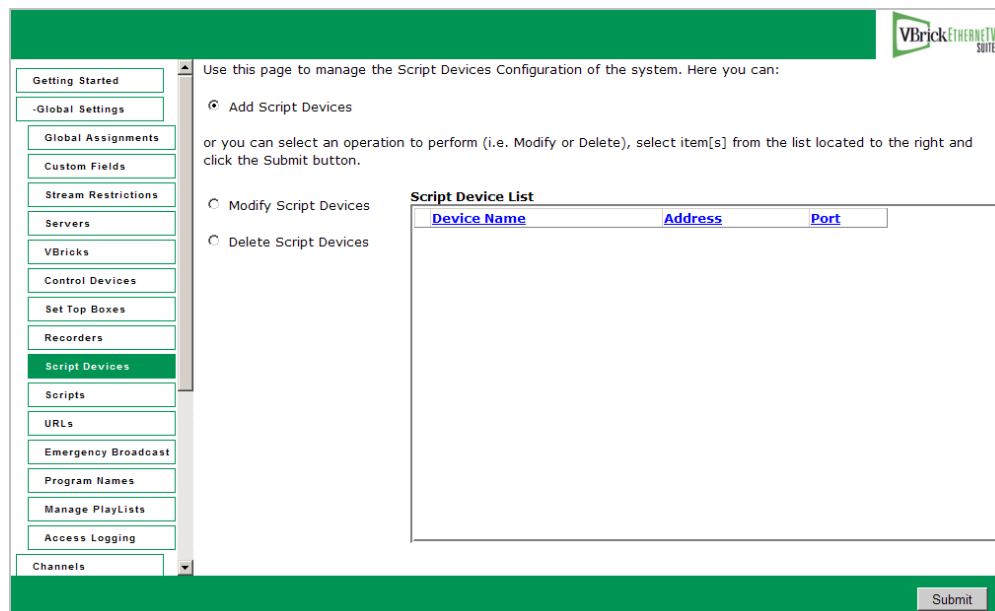 VBrick ETHERNETV
SUITE
Getting Started
-Global Settings
Global Assignments
Custom Fields
Stream Restrictions
Servers
VBricks
Control Devices
Set Top Boxes
Recorders
Script Devices
Scripts
URLs
Emergency Broadcast
Program Names
Manage PlayLists
Access Logging
Channels
Use this page to manage the Script Devices Configuration of the system. Here you can:
Add Script Devices
or you can select an operation to perform (i.e. Modify or Delete), select item[s] from the list located to the right and
click the Submit button.
Modify Script Devices
Delete Script Devices
Script Device List
Device Name Address Port
Submit